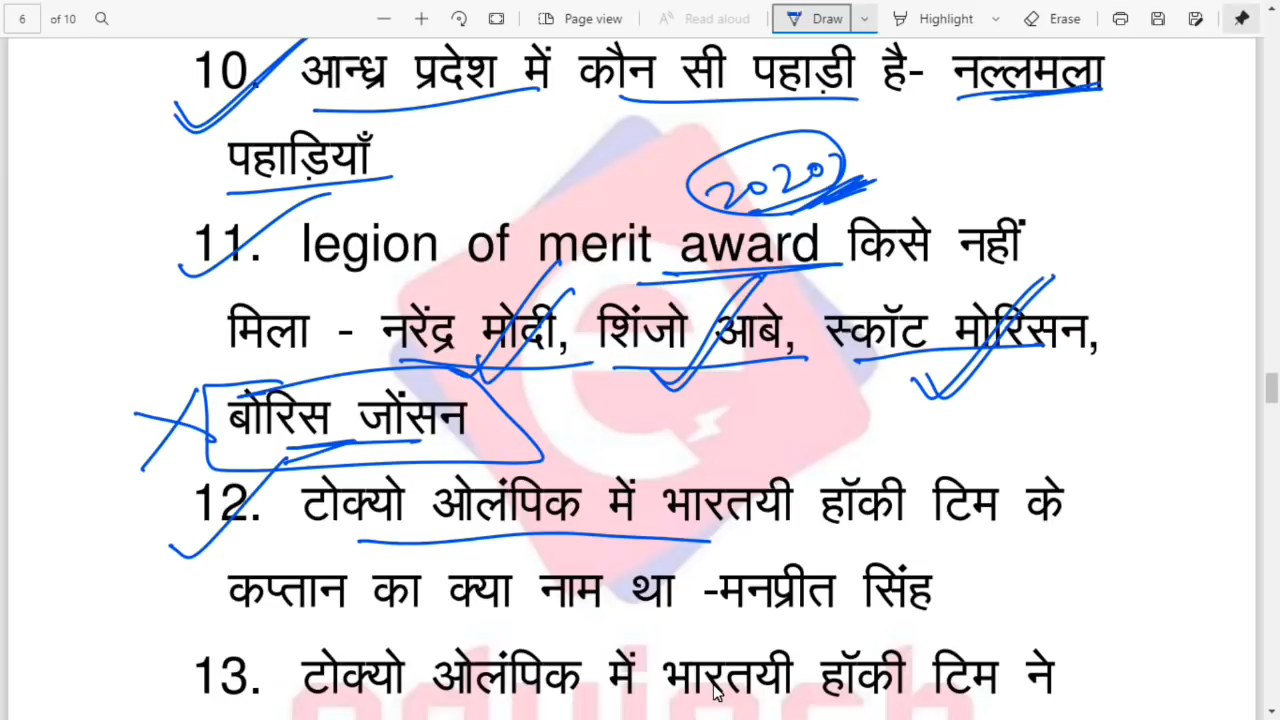 6 of 10 Page view Read aloud Draw Highlight Erase
10. आन्ध्र प्रदेश में कौन सी पहाड़ी है- नल्लमला
पहाड़ियाँ
2020
11. legion of merit award किसे नहीं
मिला - नरेंद्र मोदी, शिंजो आबे, स्कॉट मोरिसन,
बोरिस जोंसन
12. टोक्यो ओलंपिक में भारतयी हॉकी टिम के
कप्तान का क्या नाम था -मनप्रीत सिंह
13. टोक्यो ओलंपिक में भारतयी हॉकी टिम ने